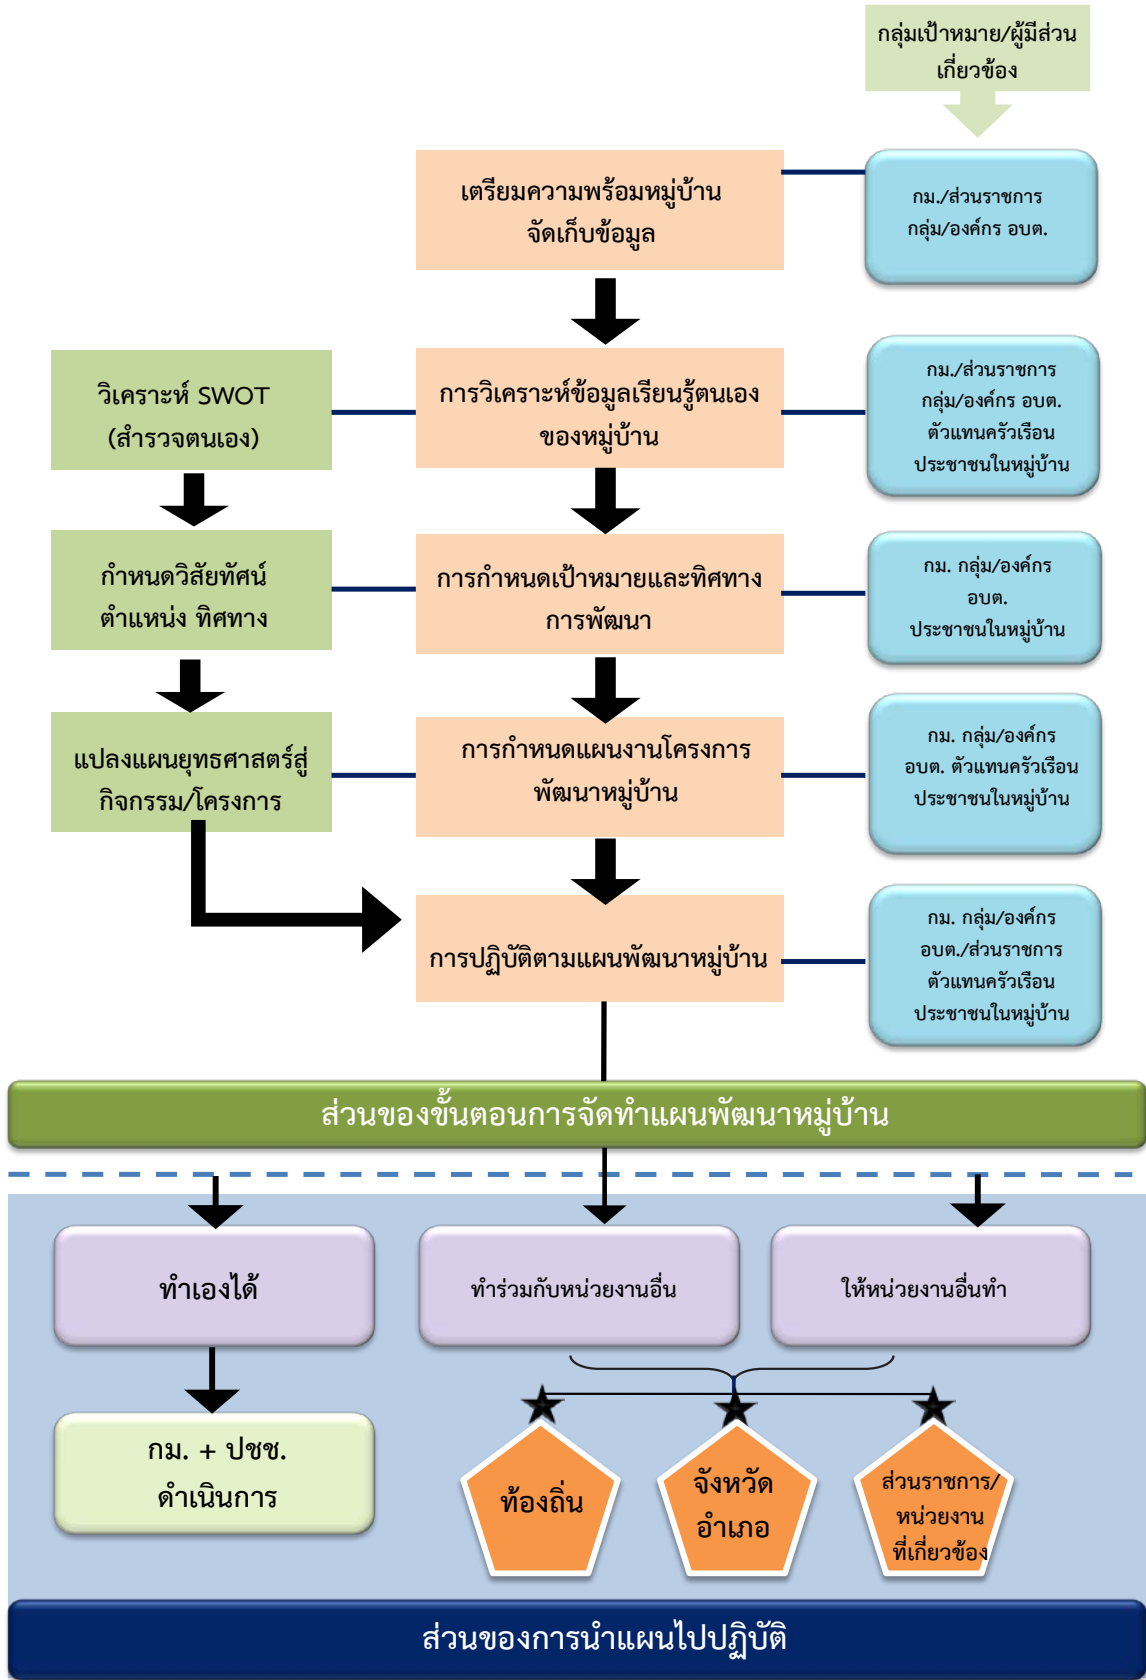 กลุ่มเป้าหมาย/ผู้มีส่วน
เกี่ยวข้อง
เตรียมความพร้อมหมู่บ้าน
จัดเก็บข้อมูล
กม./ส่วนราชการ
กลุ่ม/องค์กร อบต.
วิเคราะห์ SWOT
(สำรวจตนเอง)
การวิเคราะห์ข้อมูลเรียนรู้ตนเอง
ของหมู่บ้าน
กม./ส่วนราชการ
กลุ่ม/องค์กร อบต.
ตัวแทนครัวเรือน
ประชาชนในหมู่บ้าน
กำหนดวิสัยทัศน์
ตำแหน่ง ทิศทาง
การกำหนดเป้าหมายและทิศทาง
การพัฒนา
กม. กลุ่ม/องค์กร
อบต.
ประชาชนในหมู่บ้าน
แปลงแผนยุทธศาสตร์สู่
กิจกรรม/โครงการ
การกำหนดแผนงานโครงการ
พัฒนาหมู่บ้าน
กม. กลุ่ม/องค์กร
อบต. ตัวแทนครัวเรือน
ประชาชนในหมู่บ้าน
การปฏิบัติตามแผนพัฒนาหมู่บ้าน
กม. กลุ่ม/องค์กร
อบต./ส่วนราชการ
ตัวแทนครัวเรือน
ประชาชนในหมู่บ้าน
ส่วนของขั้นตอนการจัดทำแผนพัฒนาหมู่บ้าน
ทำเองได้
ทำร่วมกับหน่วยงานอื่น
ให้หน่วยงานอื่นทำ
กม. + ปชช.
ดำเนินการ
ท้องถิ่น
จังหวัด
อำเภอ
ส่วนราชการ/
หน่วยงาน
ที่เกี่ยวข้อง
ส่วนของการนำแผนไปปฏิบัติ